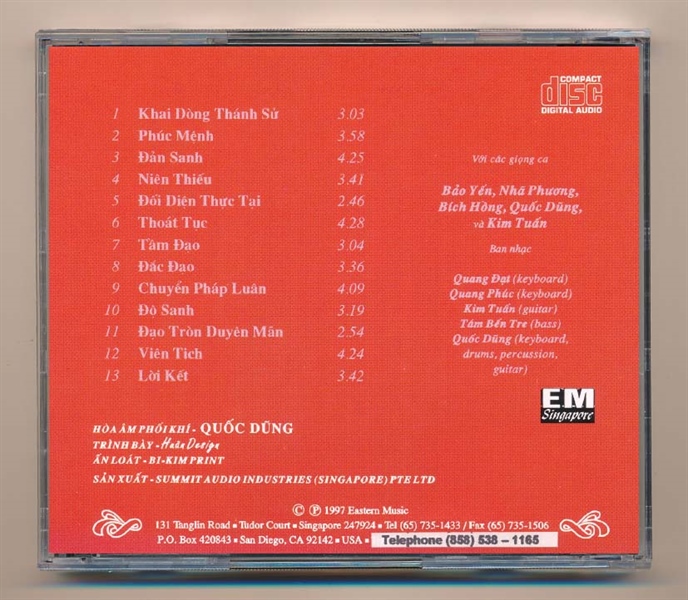 COMPACT
disc
DIGITAL AUDIO
1 Khai Dòng Thánh Sử 3.03
2 Phúc Mệnh 3.58
3 Đản Sanh 4.25
4 Niên Thiếu 3.41
5 Đối Diện Thực Tại 2.46
6 Thoát Tục 4.28
7 Tầm Đạo 3.04
8 Đắc Đạo 3.36
9 Chuyển Pháp Luân 4.09
10 Độ Sanh 3.19
11 Đạo Tròn Duyên Mãn 2.54
12 Viên Tịch 4.24
13 Lời Kết 3.42
Với các giọng ca
Bảo Yến, Nhã Phương,
Bích Hồng, Quốc Dũng,
và Kim Tuấn
Ban nhạc
Quang Đạt (keyboard)
Quang Phúc (keyboard)
Kim Tuấn (guitar)
Tám Bến Tre (bass)
Quốc Dũng (keyboard,
drums, percussion,
guitar)
EM
Singapore
HÒA ÂM PHỐI KHÍ - QUỐC DŨNG
TRÌNH BÀY - Huân Design
ẤN LOÁT - BI-KIM PRINT
SẢN XUẤT - SUMMIT AUDIO INDUSTRIES (SINGAPORE) PTE LTD
© ℗ 1997 Eastern Music
131 Tanglin Road ▪ Tudor Court ▪ Singapore 247924 ▪ Tel (65) 735-1433 / Fax (65) 735-1506
P.O. Box 420843 ▪ San Diego, CA 92142 ▪ USA ▪ Telephone (858) 538 – 1165